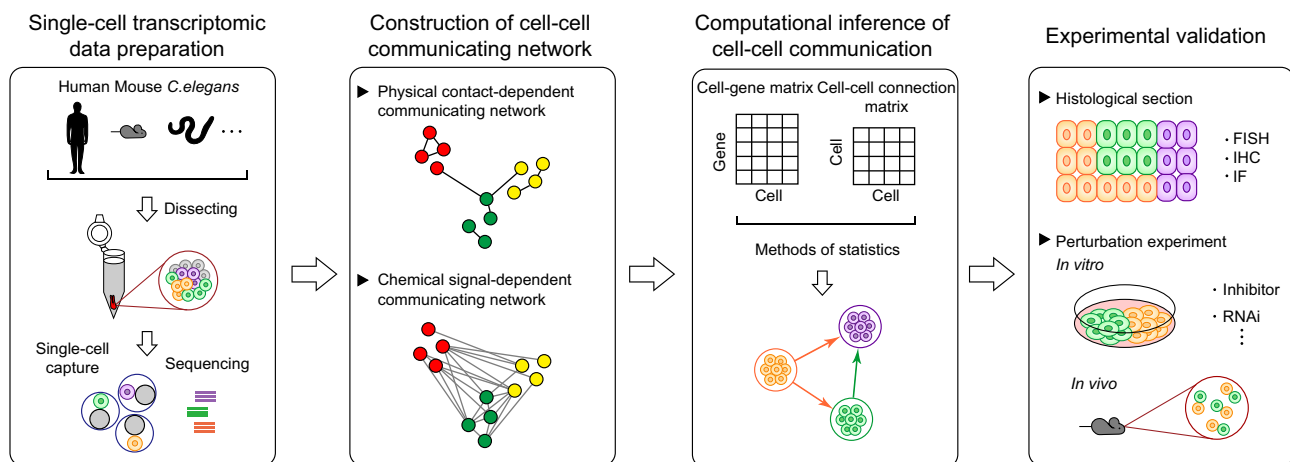 Single-cell transcriptomic
data preparation
Human Mouse C.elegans
...
Dissecting
Single-cell
capture
Sequencing
Construction of cell-cell
communicating network
▶ Physical contact-dependent
communicating network
▶ Chemical signal-dependent
communicating network
Computational inference of
cell-cell communication
Cell-gene matrix
Cell-cell connection
matrix
Gene
Cell
Cell
Cell
Methods of statistics
Experimental validation
▶ Histological section
· FISH
· IHC
· IF
▶ Perturbation experiment
In vitro
· Inhibitor
· RNAi
⋮
In vivo